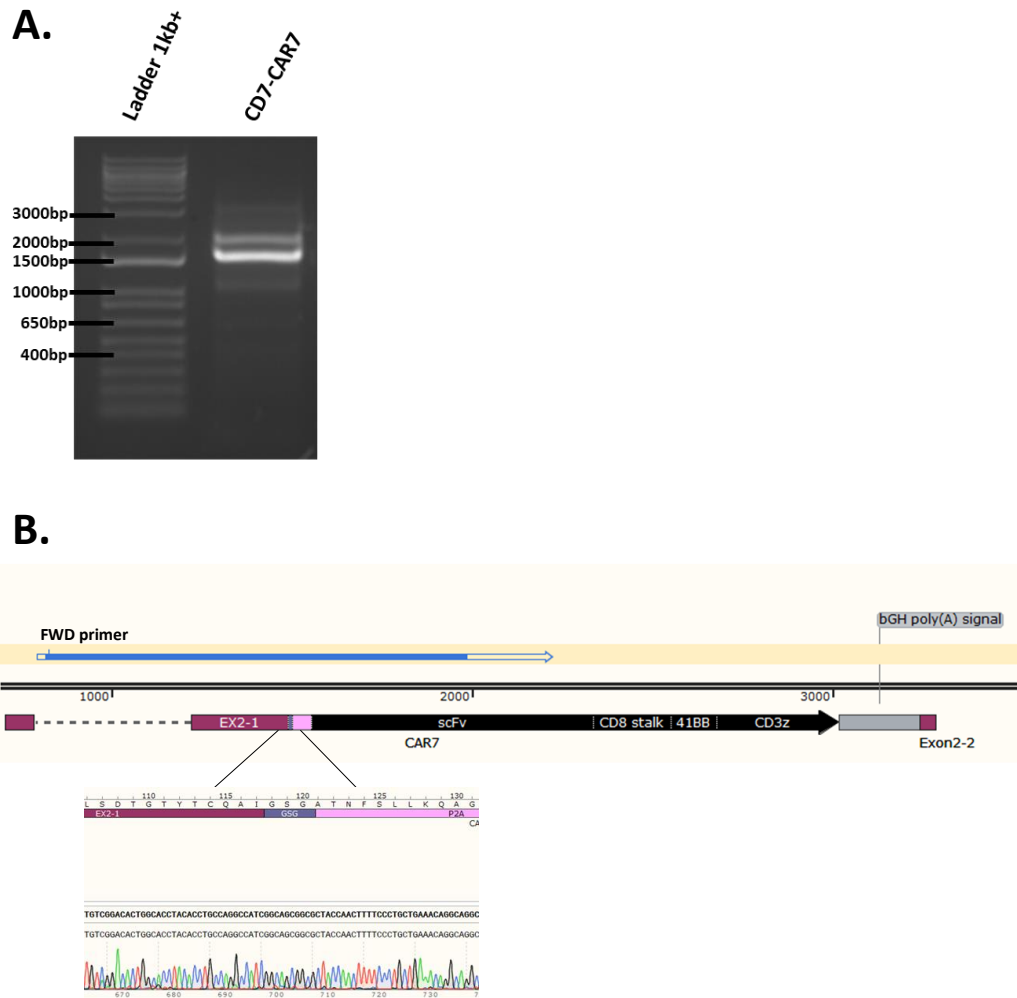 A.
Ladder 1kb+
CD7-CAR7
3000bp
2000bp
1500bp
1000bp
650bp
400bp
B.
bGH poly(A) signal
FWD primer
1000 2000 3000
EX2-1 scFv CD8 stalk 41BB CD3z
CAR7 Exon2-2
110 115 120 125 130
L S D T G T Y T C Q A I G S G A T N F S L L K Q A G
EX2-1 GSG P2A
CA
TGTCGGACACTGGCACCTACACCTGCCAGGCCATCGGCAGCGGCGCTACCAACTTTTCCCTGCTGAAACAGGCAGGC
TGTCGGACACTGGCACCTACACCTGCCAGGCCATCGGCAGCGGCGCTACCAACTTTTCCCTGCTGAAACAGGCAGGC
670 680 690 700 710 720 730 7